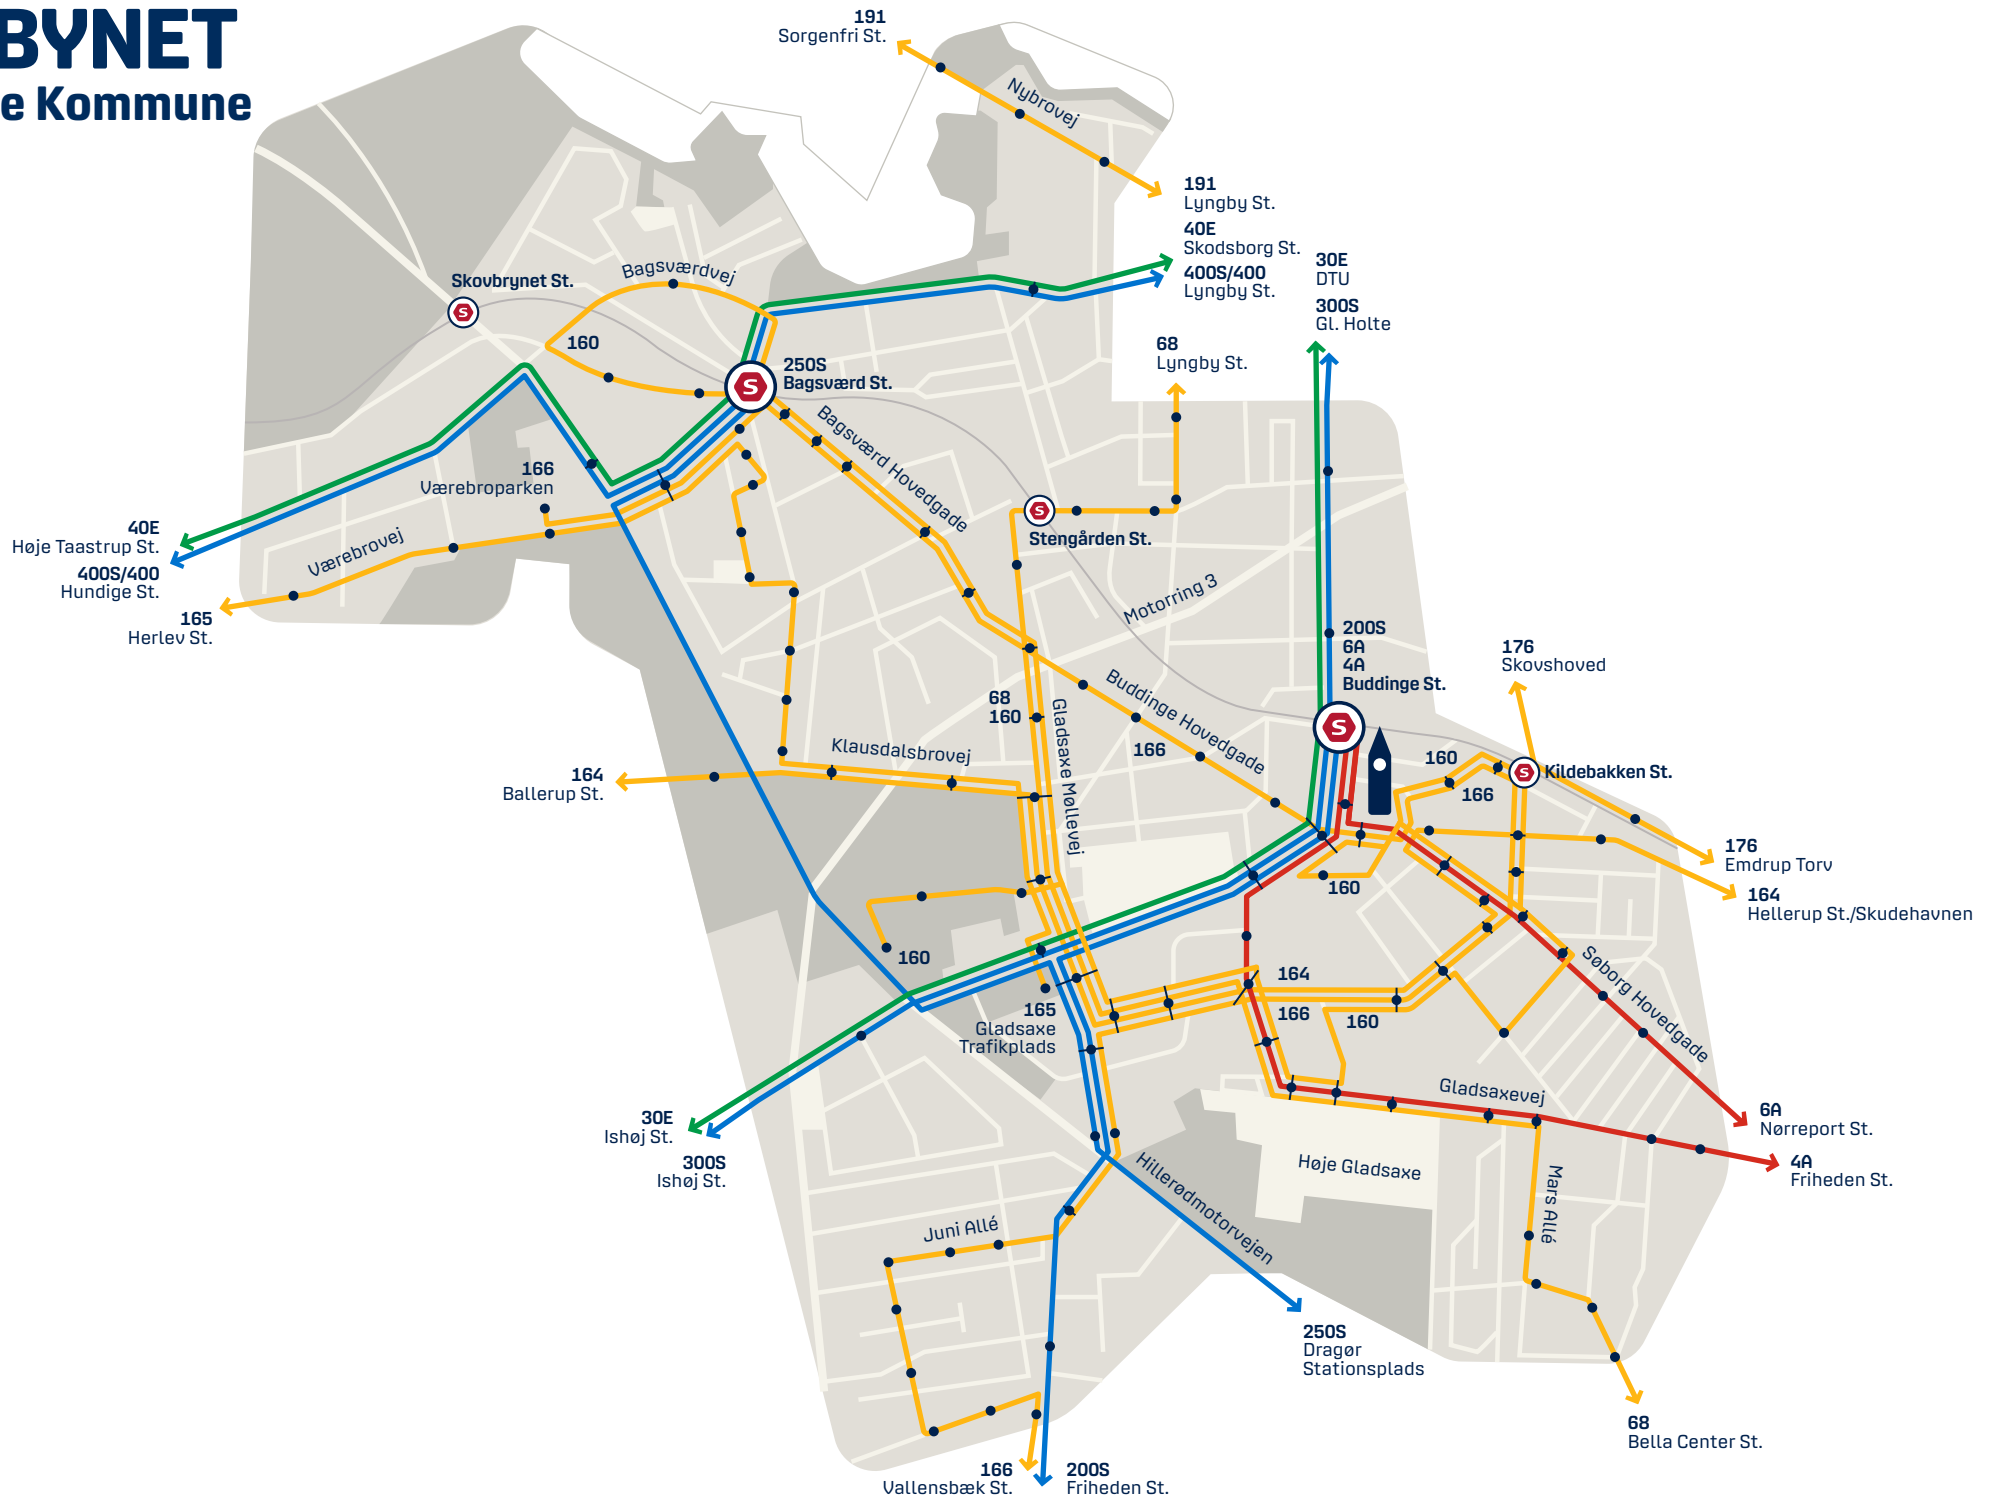 BYNET
e Kommune
191
Sorgenfri St.
Nybrovej
191
Lyngby St.
40E
Skodsborg St.
400S/400
Lyngby St.
30E
DTU
300S
Gl. Holte
Skovbrynet St.
Bagsværdvej
160
68
Lyngby St.
250S
Bagsværd St.
Bagsværd Hovedgade
166
Værebroparken
40E
Høje Taastrup St.
400S/400
Hundige St.
Værebrovej
165
Herlev St.
S
S
S
Stengården St.
Motorring 3
200S
6A
4A
Buddinge St.
176
Skovshoved
68
160
Gladsaxe Møllevej
Buddinge Hovedgade
166
S
Klausdalsbrovej
164
Ballerup St.
160
166
S
Kildebakken St.
176
Emdrup Torv
164
Hellerup St./Skudehavnen
160
160
Søborg Hovedgade
164
166
160
165
Gladsaxe
Trafikplads
Gladsaxevej
30E
Ishøj St.
300S
Ishøj St.
6A
Nørreport St.
4A
Friheden St.
Høje Gladsaxe
Mars Allé
Hillerødmotorvejen
Juni Allé
250S
Dragør
Stationsplads
68
Bella Center St.
166
Vallensbæk St.
200S
Friheden St.